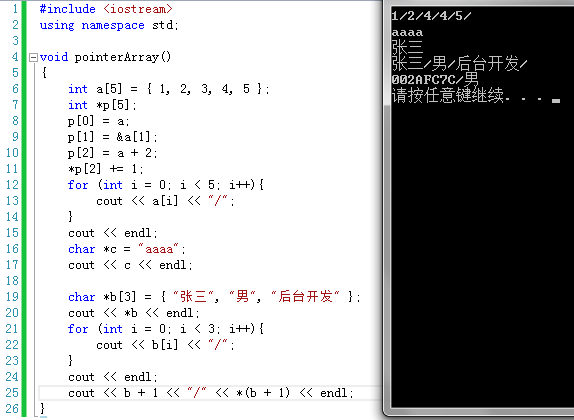 1 #include <iostream>
2 using namespace std;
3
4 void pointerArray()
5 {
6     int a[5] = { 1, 2, 3, 4, 5 };
7     int *p[5];
8     p[0] = a;
9     p[1] = &a[1];
10     p[2] = a + 2;
11     *p[2] += 1;
12     for (int i = 0; i < 5; i++){
13         cout << a[i] << "/";
14     }
15     cout << endl;
16     char *c = "aaaa";
17     cout << c << endl;
18
19     char *b[3] = { "张三", "男", "后台开发" };
20     cout << *b << endl;
21     for (int i = 0; i < 3; i++){
22         cout << b[i] << "/";
23     }
24     cout << endl;
25     cout << b + 1 << "/" << *(b + 1) << endl;
26 }
1/2/4/4/5/
aaaa
张三
张三/男/后台开发/
002AFC7C/男
请按任意键继续. . .